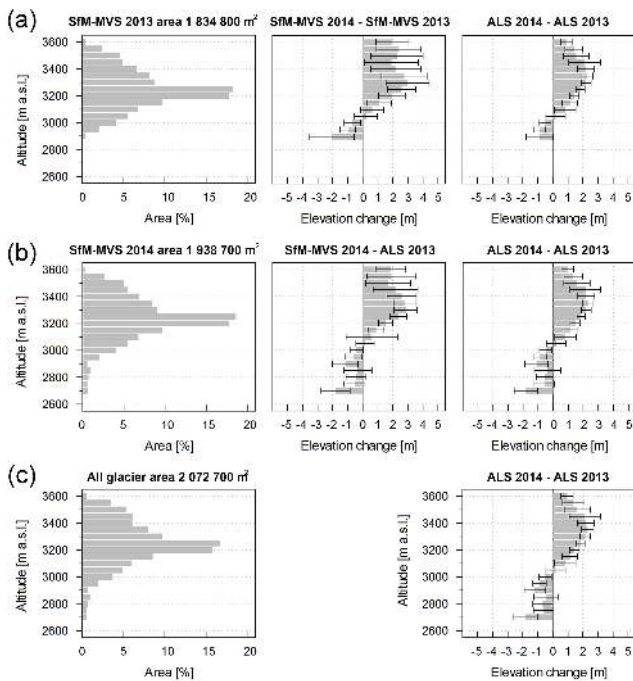 (a)
SfM-MVS 2013 area 1 834 800 m²
SfM-MVS 2014 - SfM-MVS 2013
ALS 2014 - ALS 2013
Altitude [m a.s.l.]
3600
3400
3200
3000
2800
2600
0 5 10 15 20
-5 -4 -3 -2 -1 0 1 2 3 4 5
-5 -4 -3 -2 -1 0 1 2 3 4 5
Area [%]
Elevation change [m]
Elevation change [m]
(b)
SfM-MVS 2014 area 1 938 700 m²
SfM-MVS 2014 - ALS 2013
ALS 2014 - ALS 2013
Altitude [m a.s.l.]
3600
3400
3200
3000
2800
2600
0 5 10 15 20
-5 -4 -3 -2 -1 0 1 2 3 4 5
-5 -4 -3 -2 -1 0 1 2 3 4 5
Area [%]
Elevation change [m]
Elevation change [m]
(c)
All glacier area 2 072 700 m²
ALS 2014 - ALS 2013
Altitude [m a.s.l.]
3600
3400
3200
3000
2800
2600
0 5 10 15 20
Area [%]
Altitude [m a.s.l.]
3600
3400
3200
3000
2800
2600
-5 -4 -3 -2 -1 0 1 2 3 4 5
Elevation change [m]